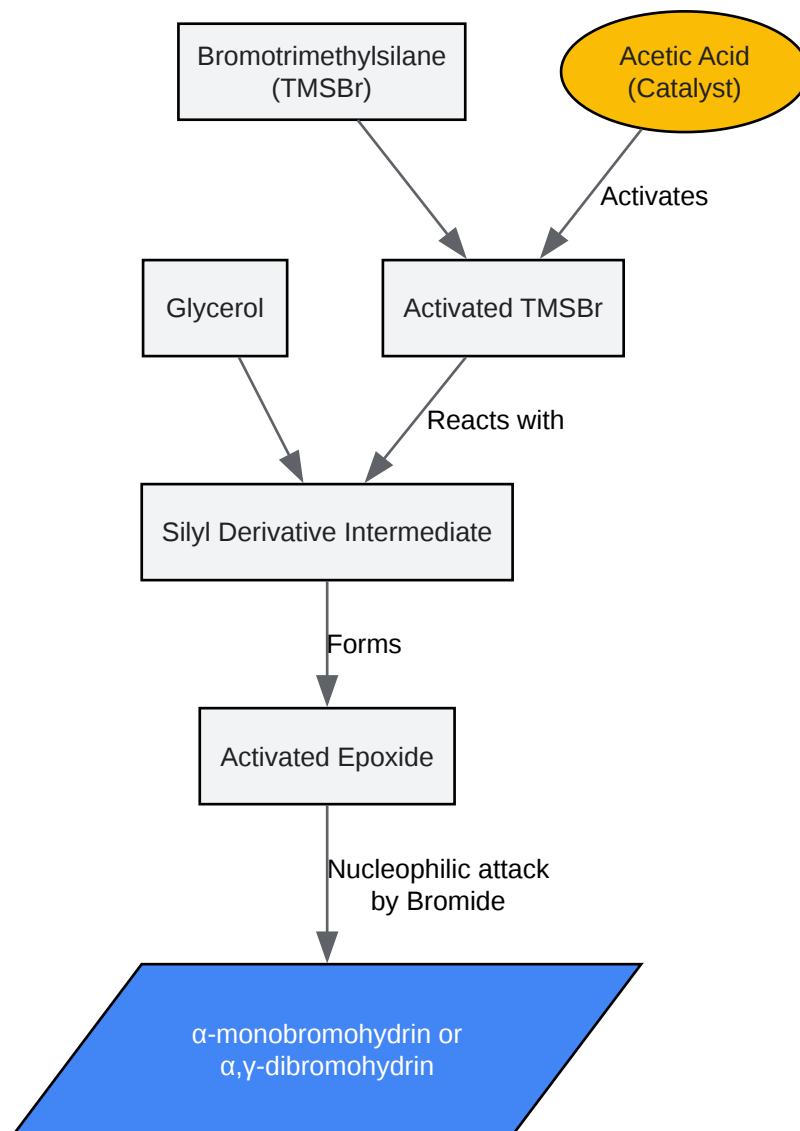 Bromotrimethylsilane
(TMSBr)
Acetic Acid
(Catalyst)
Activates
Glycerol
Activated TMSBr
Reacts with
Silyl Derivative Intermediate
Forms
Activated Epoxide
Nucleophilic attack
by Bromide
α-monobromohydrin or
α,γ-dibromohydrin